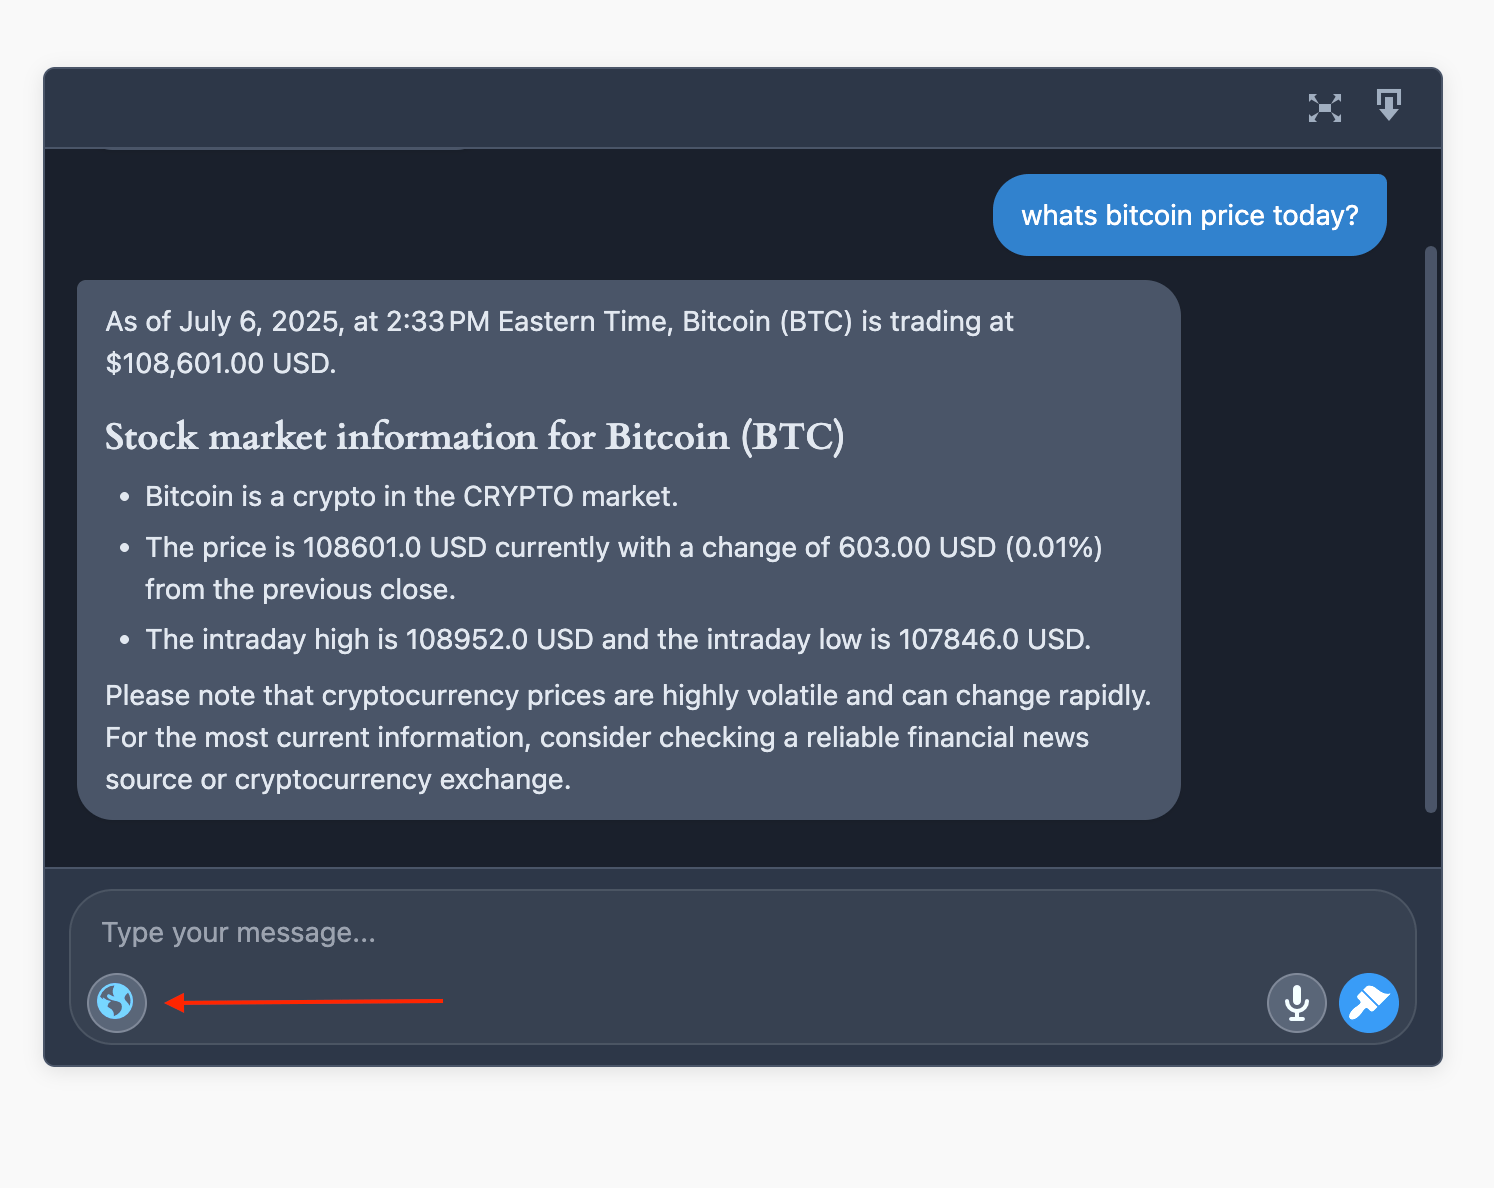 whats bitcoin price today?
As of July 6, 2025, at 2:33 PM Eastern Time, Bitcoin (BTC) is trading at
$108,601.00 USD.
Stock market information for Bitcoin (BTC)
• Bitcoin is a crypto in the CRYPTO market.
• The price is 108601.0 USD currently with a change of 603.00 USD (0.01%)
from the previous close.
• The intraday high is 108952.0 USD and the intraday low is 107846.0 USD.
Please note that cryptocurrency prices are highly volatile and can change rapidly.
For the most current information, consider checking a reliable financial news
source or cryptocurrency exchange.
Type your message...